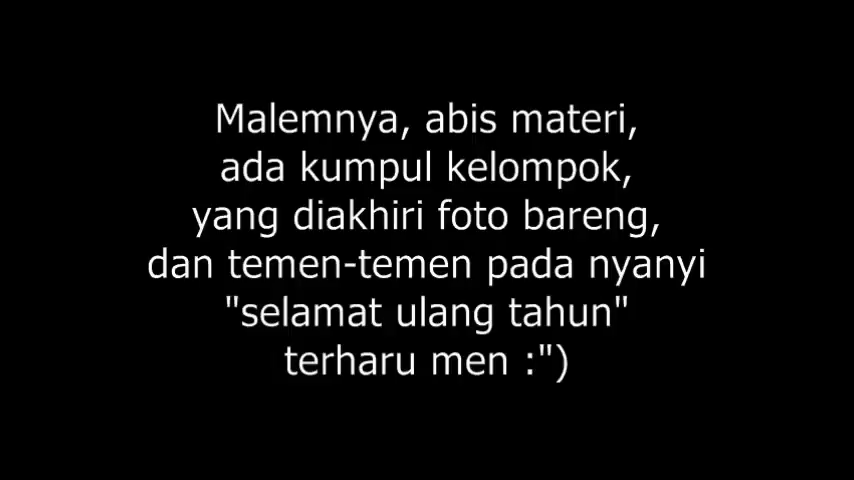 Malemnya, abis materi,
ada kumpul kelompok,
yang diakhiri foto bareng,
dan temen-temen pada nyanyi
"selamat ulang tahun"
terharu men :")